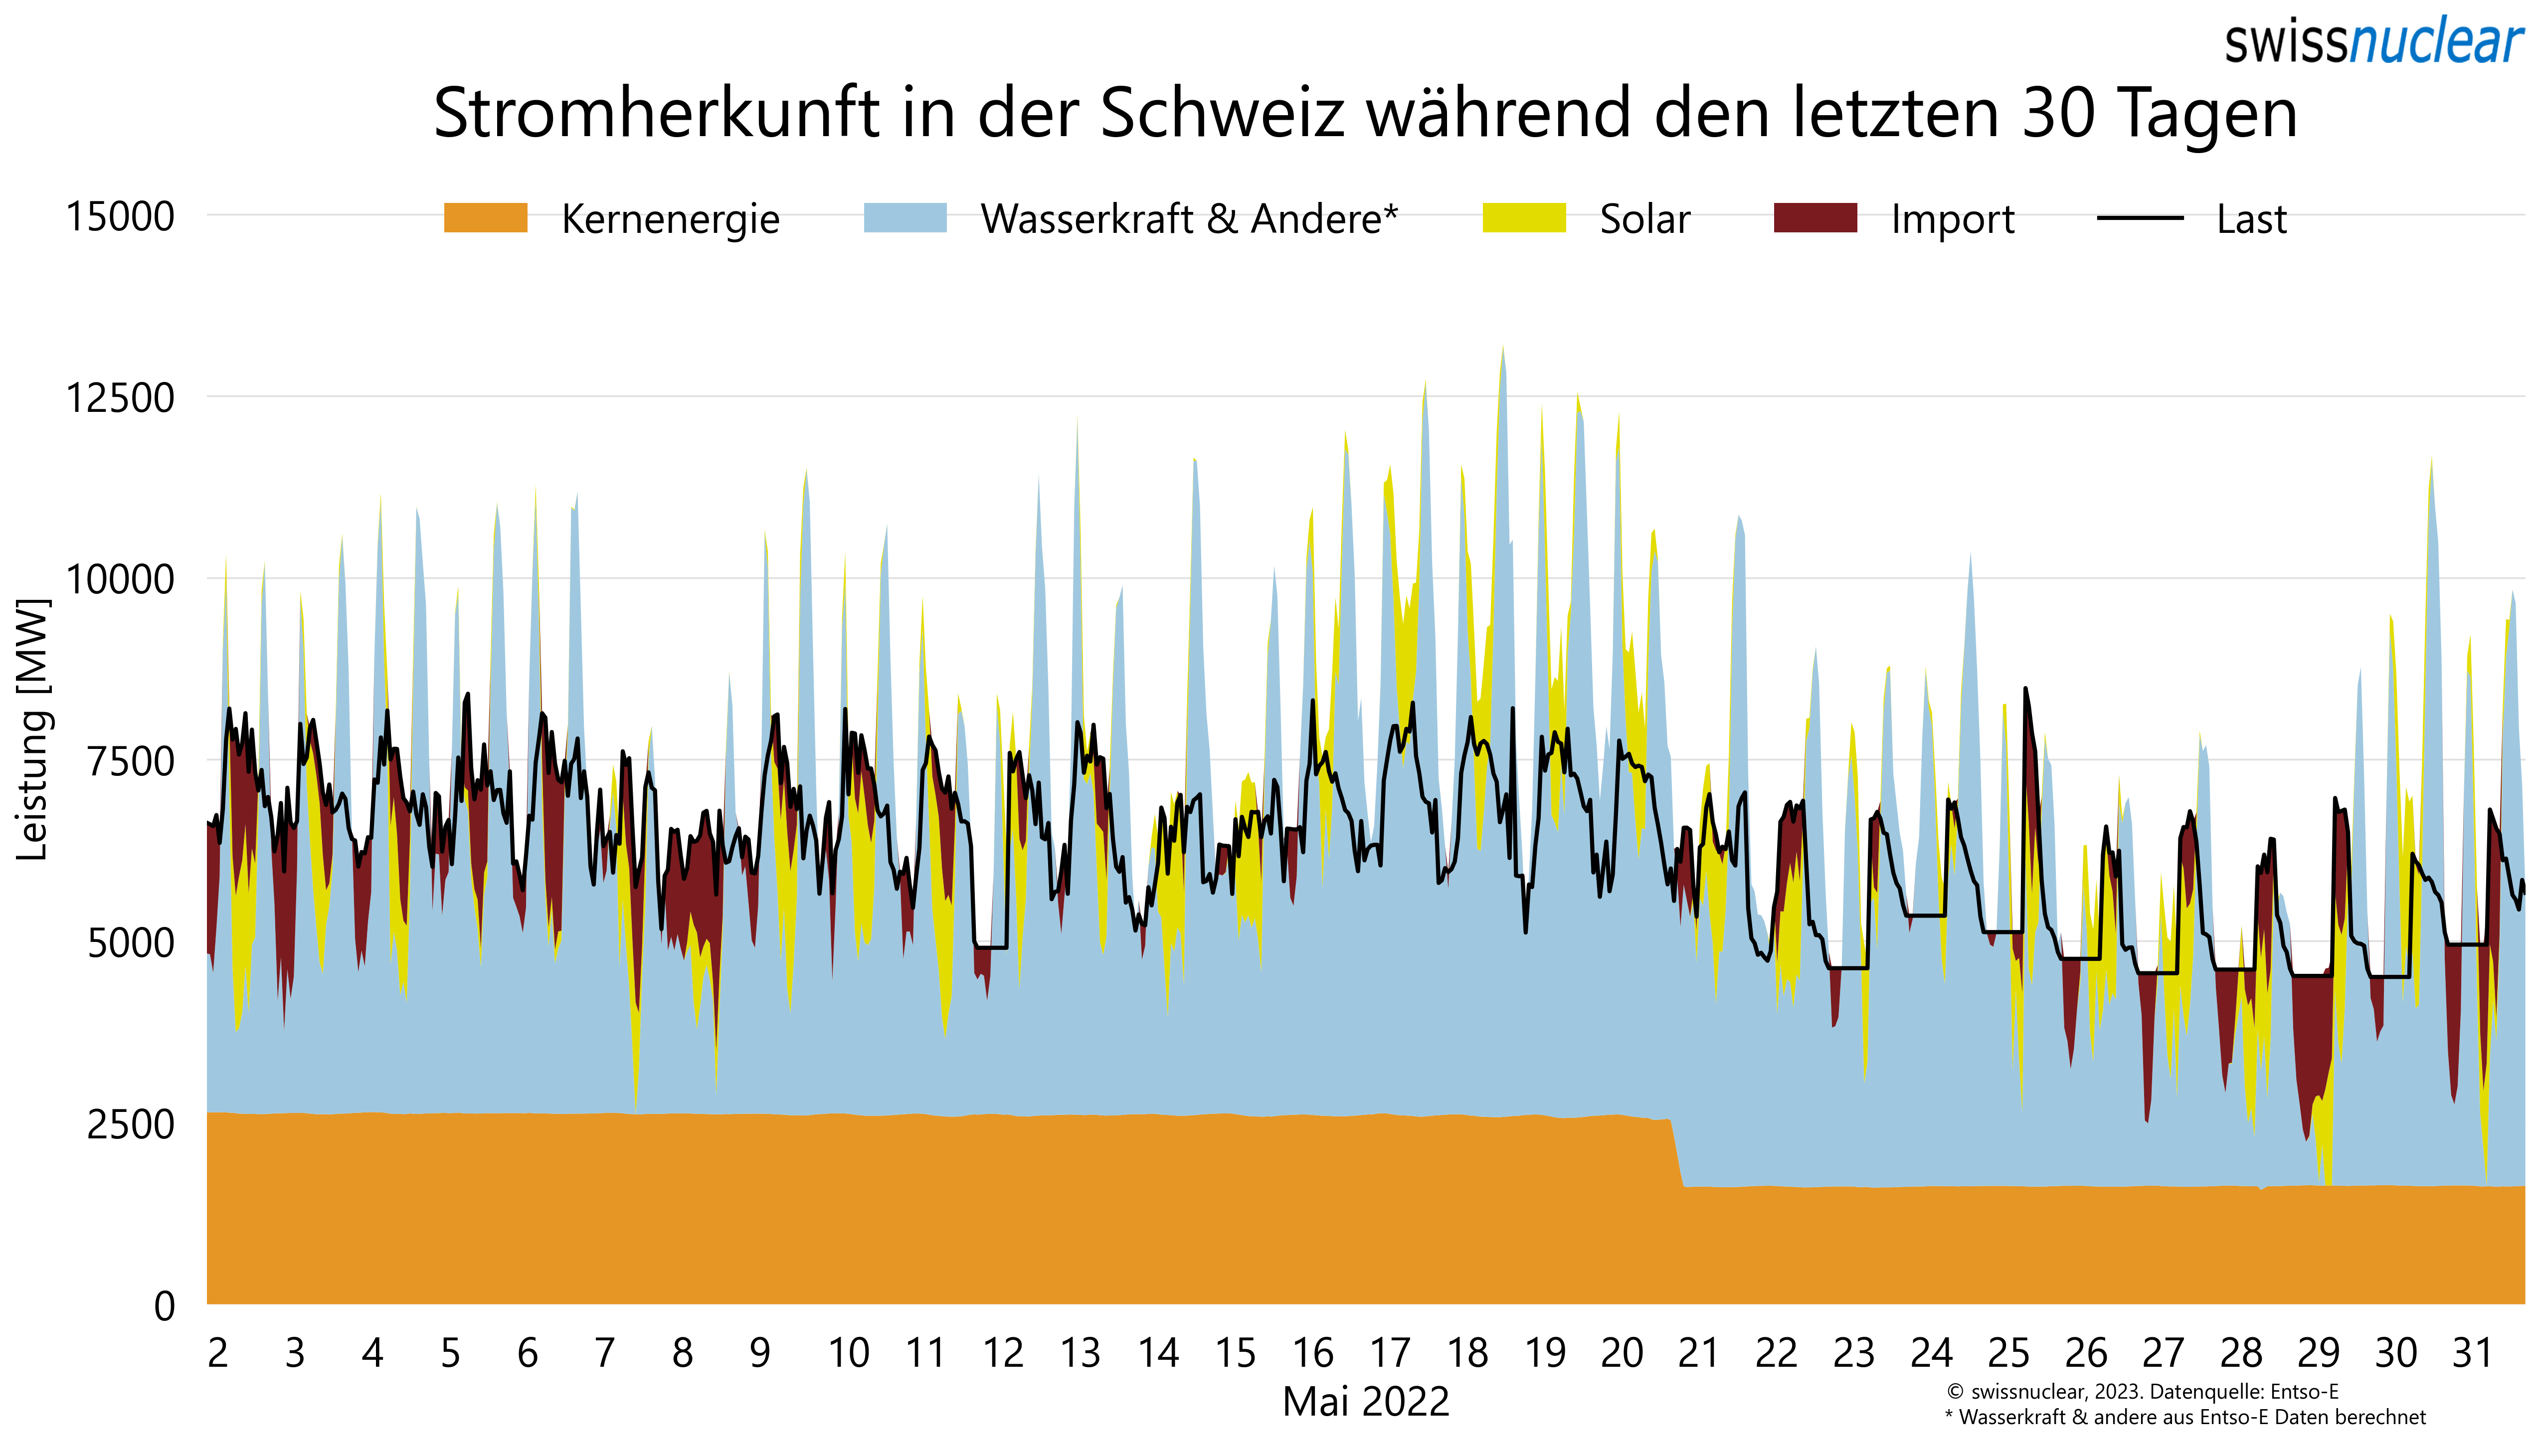 swissnuclear
Stromherkunft in der Schweiz während den letzten 30 Tagen
Kernenergie Wasserkraft & Andere* Solar Import Last
15000
12500
10000
7500
5000
2500
0
Leistung [MW]
2 3 4 5 6 7 8 9 10 11 12 13 14 15 16 17 18 19 20 21 22 23 24 25 26 27 28 29 30 31
Mai 2022
© swissnuclear, 2023. Datenquelle: Entso-E
* Wasserkraft & andere aus Entso-E Daten berechnet